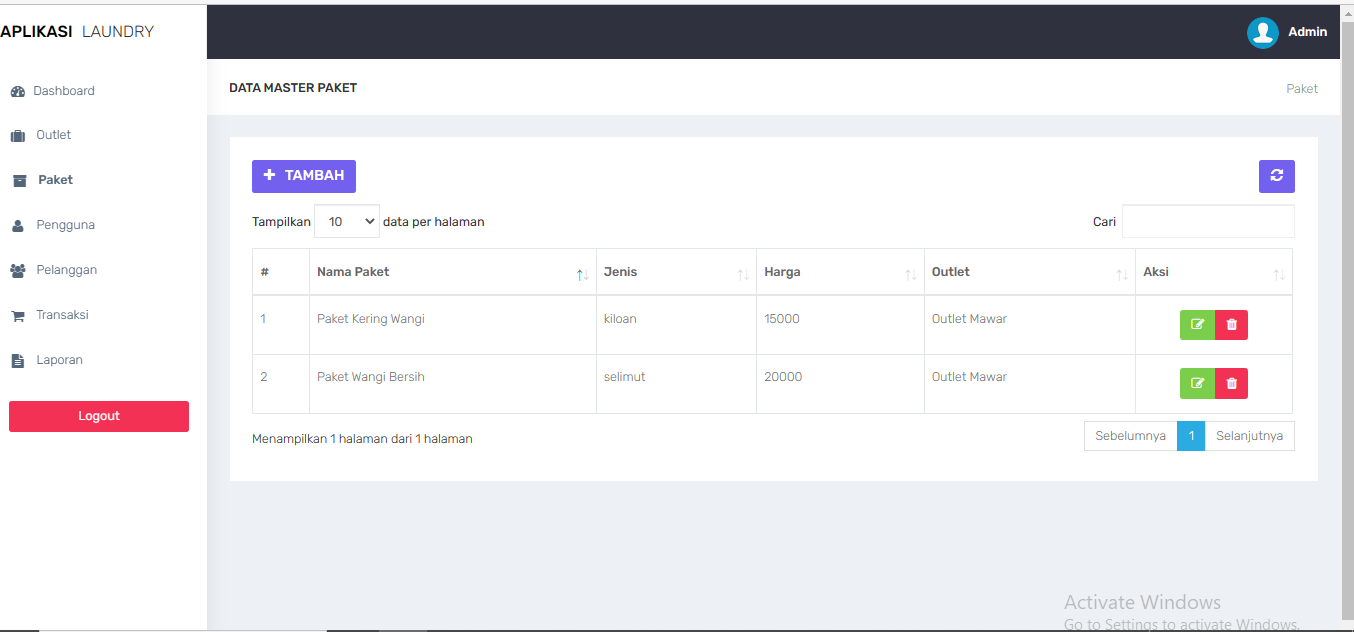 APLIKASI LAUNDRY
Admin
Dashboard
Outlet
Paket
Pengguna
Pelanggan
Transaksi
Laporan
Logout
DATA MASTER PAKET
Paket
TAMBAH
Tampilkan 10 data per halaman
Cari
# Nama Paket Jenis Harga Outlet Aksi
1 Paket Kering Wangi kiloan 15000 Outlet Mawar
2 Paket Wangi Bersih selimut 20000 Outlet Mawar
Menampilkan 1 halaman dari 1 halaman
Sebelumnya 1 Selanjutnya
Activate Windows
Go to Settings to activate Windows.